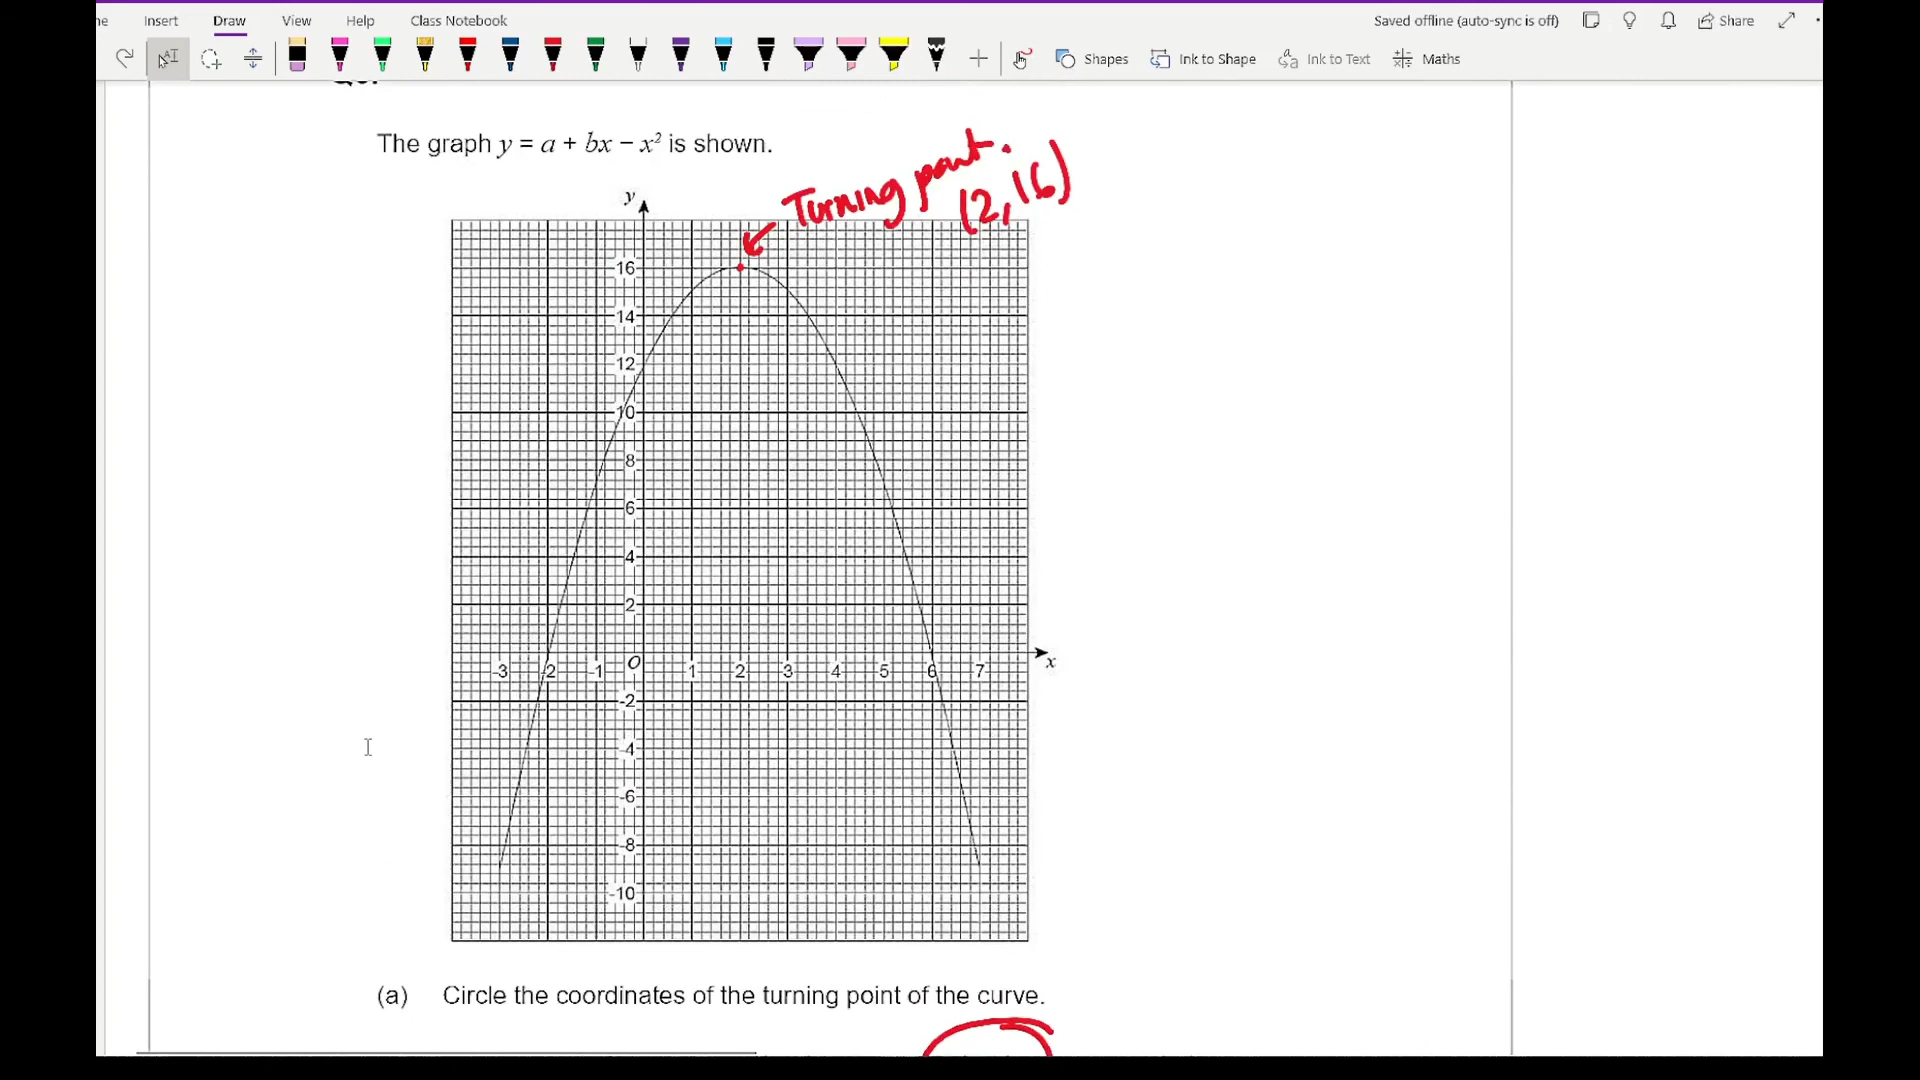 Insert Draw View Help Class Notebook Saved offline (auto-sync is off) Share
Shapes Ink to Shape Ink to Text Maths
The graph y = a + bx − x² is shown.
Turning point.
(2, 16)
y
16
14
12
10
8
6
4
2
O
x
-3 -2 -1 1 2 3 4 5 6 7
-2
-4
-6
-8
-10
(a) Circle the coordinates of the turning point of the curve.